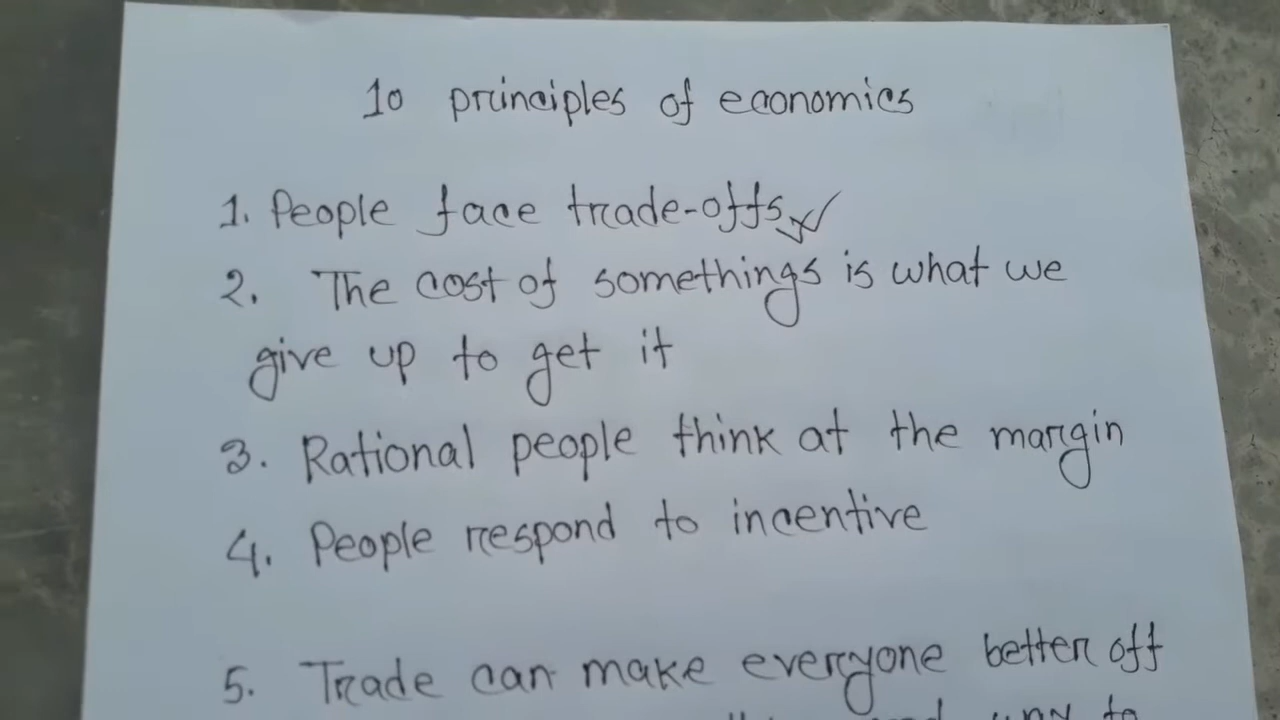 10 principles of economics
1. People face trade-offs
2. The cost of somethings is what we
give up to get it
3. Rational people think at the margin
4. People respond to incentive
5. Trade can make everyone better off